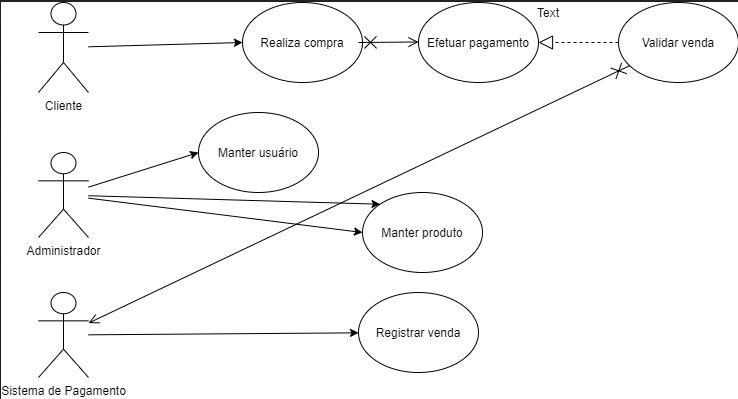 Text
Realiza compra
Efetuar pagamento
Validar venda
Cliente
Manter usuário
Manter produto
Administrador
Registrar venda
Sistema de Pagamento